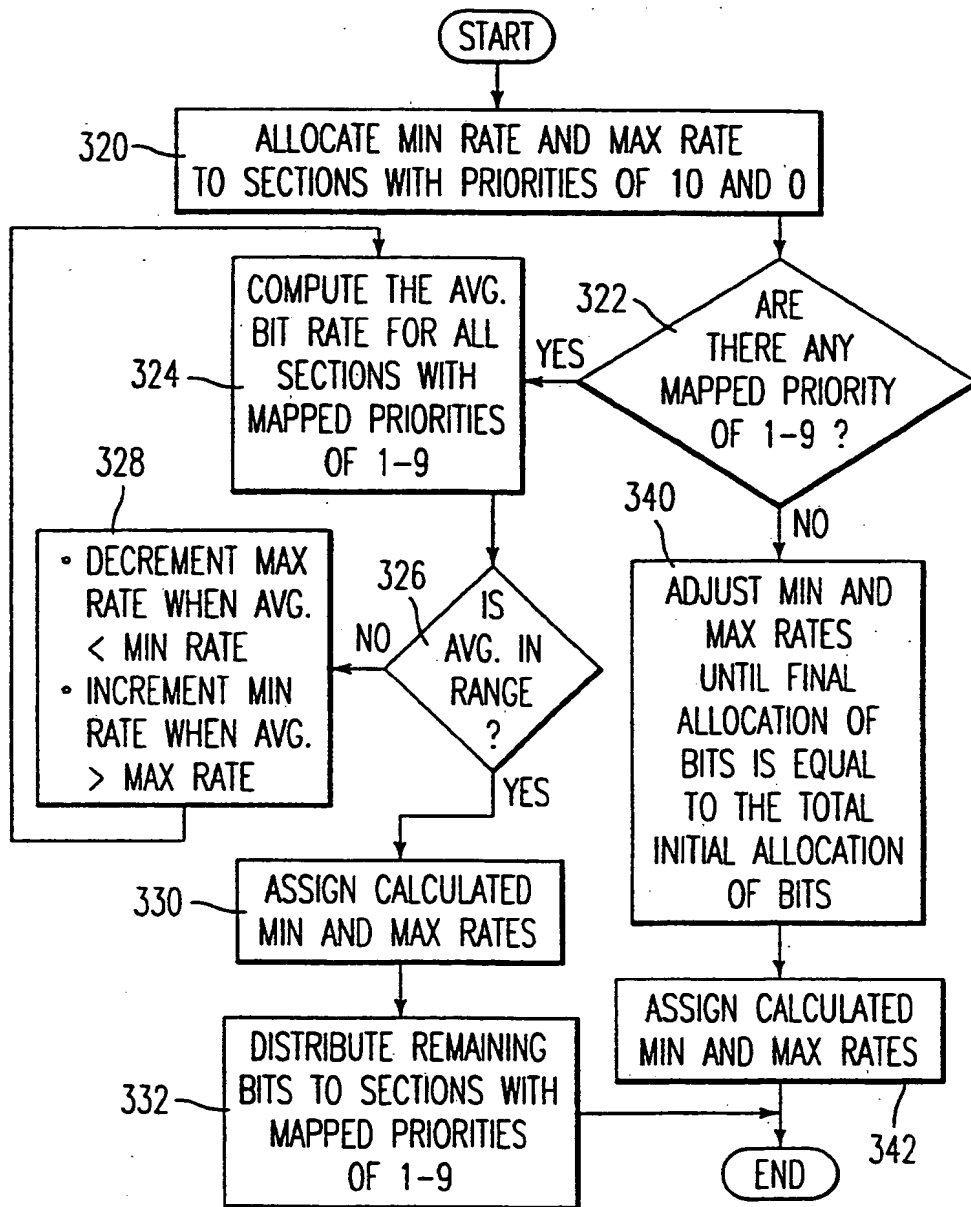 START
320
ALLOCATE MIN RATE AND MAX RATE
TO SECTIONS WITH PRIORITIES OF 10 AND 0
322
ARE
THERE ANY
MAPPED PRIORITY
OF 1-9 ?
YES
NO
324
COMPUTE THE AVG.
BIT RATE FOR ALL
SECTIONS WITH
MAPPED PRIORITIES
OF 1-9
326
IS
AVG. IN
RANGE
?
NO
YES
328
• DECREMENT MAX
RATE WHEN AVG.
< MIN RATE
• INCREMENT MIN
RATE WHEN AVG.
> MAX RATE
330
ASSIGN CALCULATED
MIN AND MAX RATES
332
DISTRIBUTE REMAINING
BITS TO SECTIONS WITH
MAPPED PRIORITIES
OF 1-9
340
ADJUST MIN AND
MAX RATES
UNTIL FINAL
ALLOCATION OF
BITS IS EQUAL
TO THE TOTAL
INITIAL ALLOCATION
OF BITS
ASSIGN CALCULATED
MIN AND MAX RATES
342
END